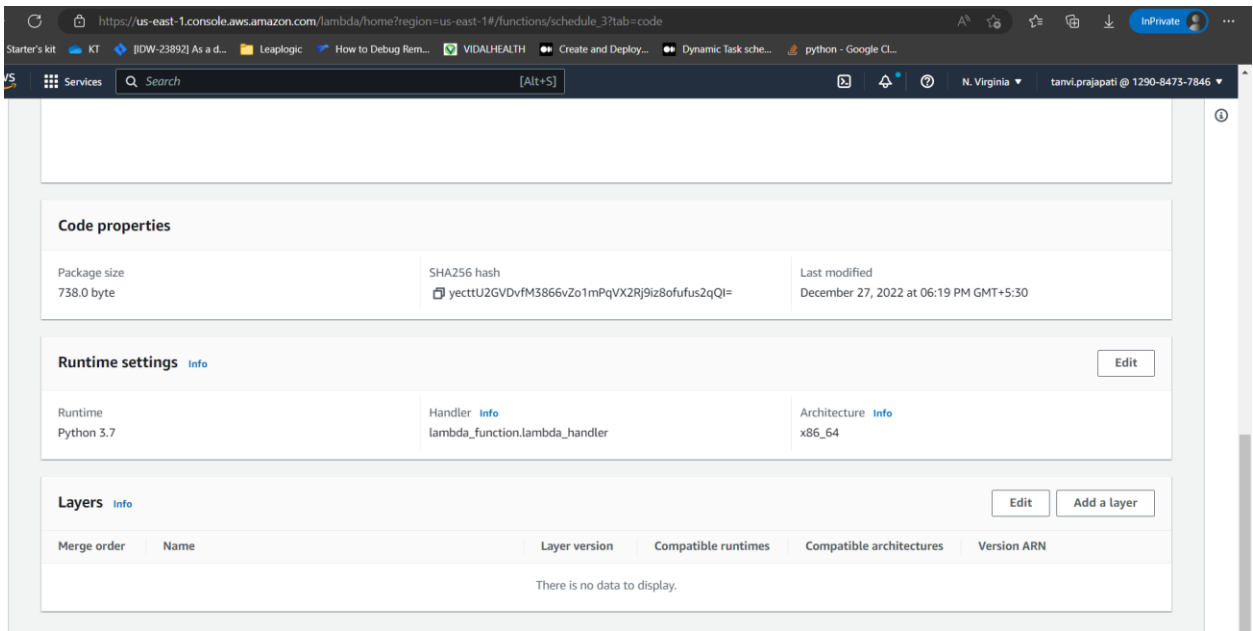 https://us-east-1.console.aws.amazon.com/lambda/home?region=us-east-1#/functions/schedule_3?tab=code
InPrivate
Starter's kit KT [IDW-23892] As a d... Leaplogic How to Debug Rem... VIDALHEALTH Create and Deploy... Dynamic Task sche... python - Google Cl...
Services Search [Alt+S] N. Virginia ▼ tanvi.prajapati @ 1290-8473-7846 ▼
Code properties
Package size SHA256 hash Last modified
738.0 byte yecttU2GVDvfM3866vZo1mPqVX2Rj9iz8ofufus2qQI= December 27, 2022 at 06:19 PM GMT+5:30
Runtime settings Info Edit
Runtime Handler Info Architecture Info
Python 3.7 lambda_function.lambda_handler x86_64
Layers Info Edit Add a layer
Merge order Name Layer version Compatible runtimes Compatible architectures Version ARN
There is no data to display.